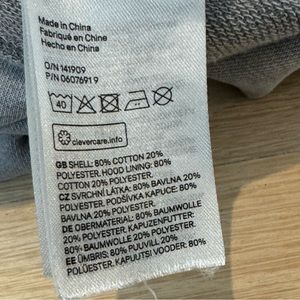 Made in China
Fabriqué en Chine
Hecho en China
O/N 141909
P/N 06076919
40
clevercare.info
GB SHELL: 80% COTTON 20%
POLYESTER. HOOD LINING: 80%
COTTON 20% POLYESTER.
CZ SVRCHNÍ LÁTKA: 80% BAVLNA 20%
POLYESTER. PODŠÍVKA KAPUCE: 80%
BAVLNA 20% POLYESTER.
DE OBERMATERIAL: 80% BAUMWOLLE
20% POLYESTER. KAPUZENFUTTER:
80% BAUMWOLLE 20% POLYESTER.
EE ÜMBRIS: 80% PUUVILL 20%
POLÜESTER. KAPUUTSI VOODER: 80%